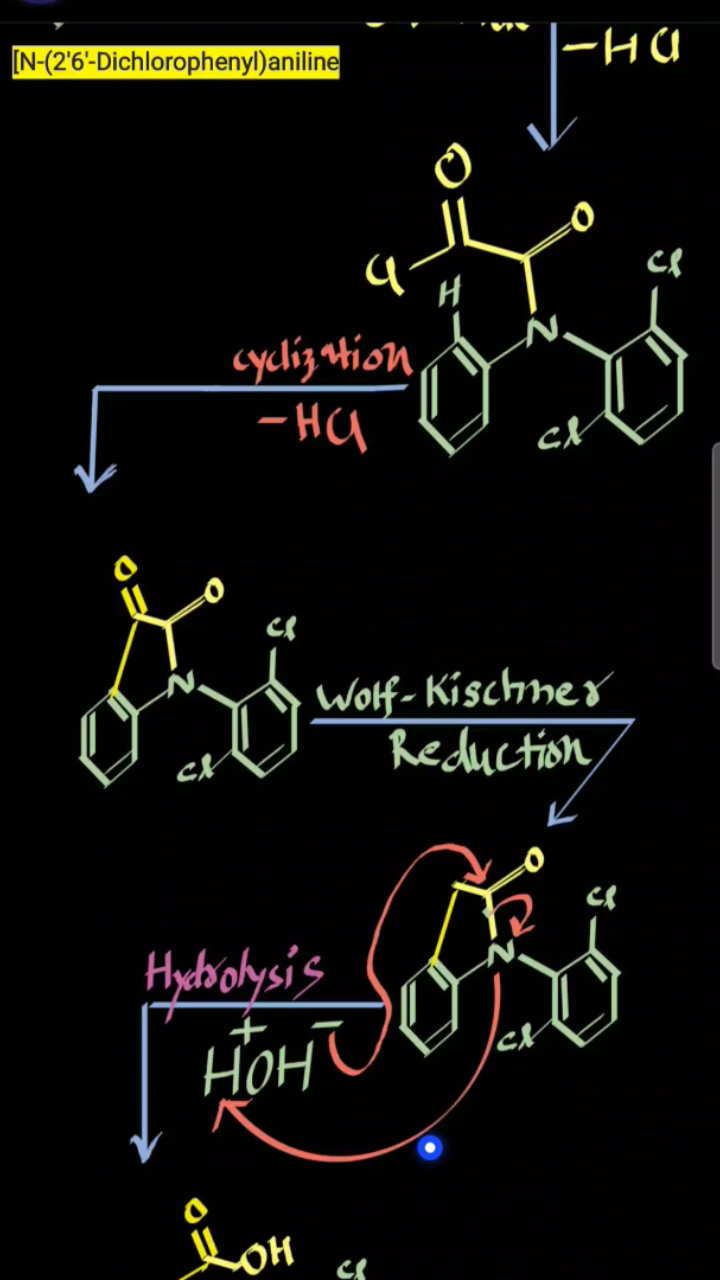 [N-(2'6'-Dichlorophenyl)aniline
-HCl
O
O
Cl
Cl
H
N
cyclization
Cl
-HCl
O
O
Cl
N
Wolf-Kischner
Cl
Reduction
O
Cl
N
Hydrolysis
Cl
+ -
HOH
O
OH
Cl